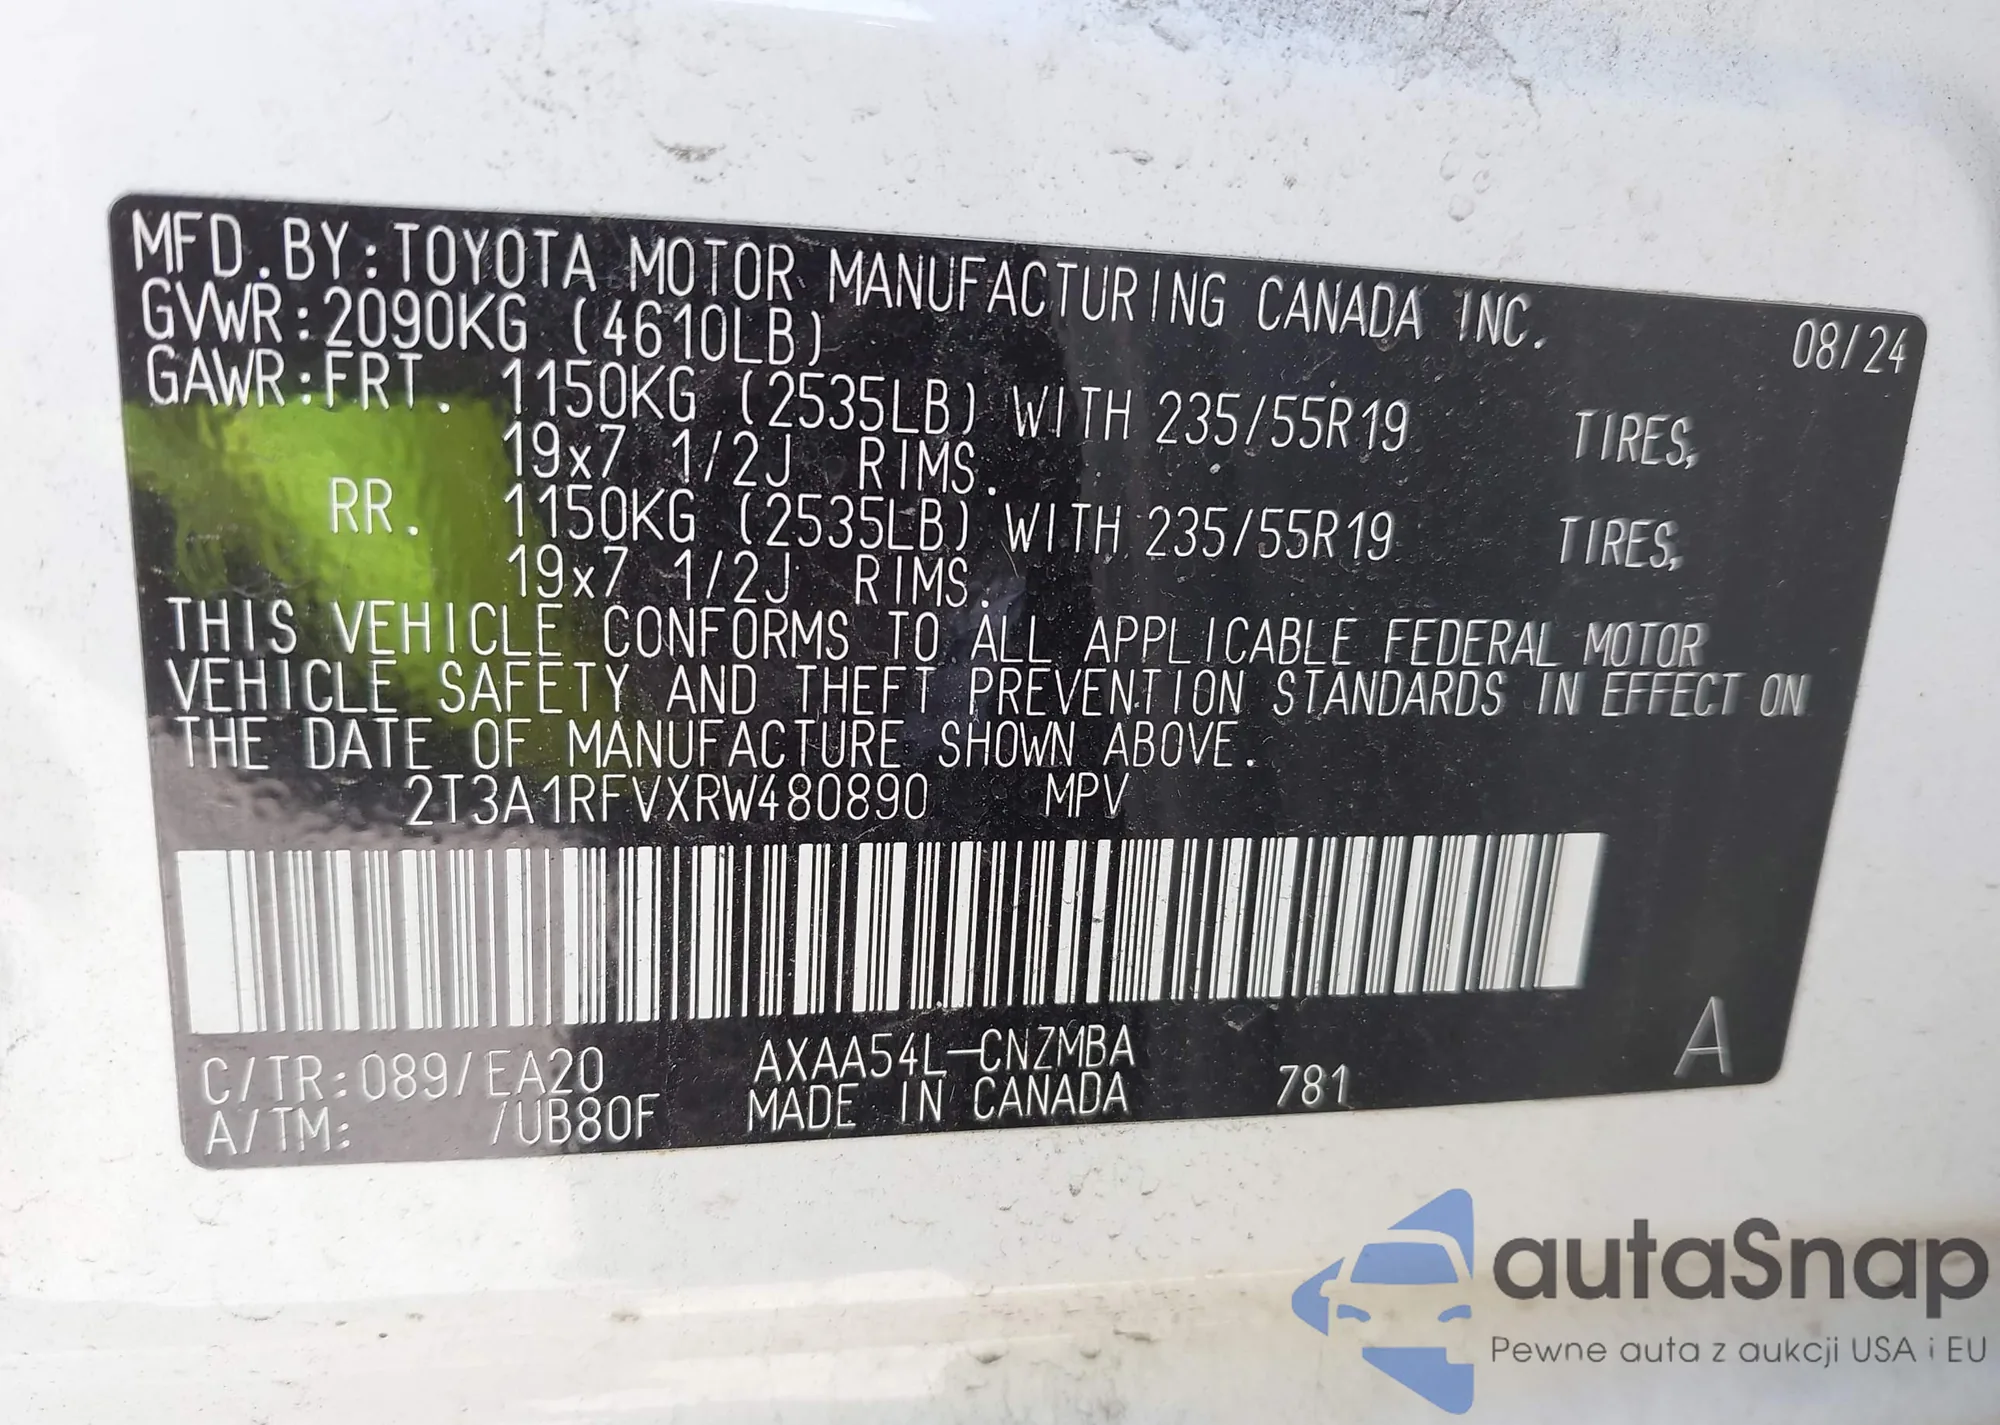 MFD.BY:TOYOTA MOTOR MANUFACTURING CANADA INC. 08/24
GVWR:2090KG (4610LB)
GAWR:FRT. 1150KG (2535LB) WITH 235/55R19 TIRES,
19x7 1/2J RIMS.
RR. 1150KG (2535LB) WITH 235/55R19 TIRES,
19x7 1/2J RIMS.
THIS VEHICLE CONFORMS TO ALL APPLICABLE FEDERAL MOTOR
VEHICLE SAFETY AND THEFT PREVENTION STANDARDS IN EFFECT ON
THE DATE OF MANUFACTURE SHOWN ABOVE.
2T3A1RFVXRW480890 MPV
C/TR:089/EA20 AXAA54L-CNZMBA A
A/TM: /UB80F MADE IN CANADA 781
autaSnap
Pewne auta z aukcji USA i EU